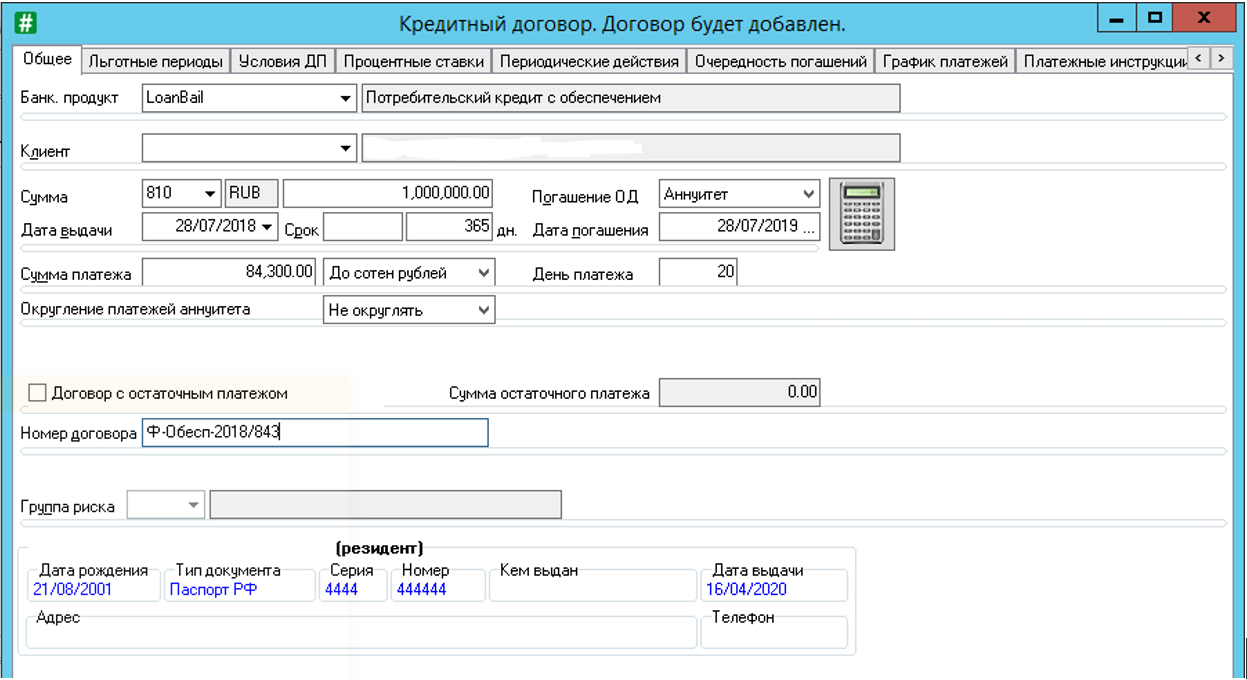 #
Кредитный договор. Договор будет добавлен.
Общее Льготные периоды Условия ДП Процентные ставки Периодические действия Очередность погашений График платежей Платежные инструкции
Банк. продукт LoanBail Потребительский кредит с обеспечением
Клиент
Сумма 810 RUB 1,000,000.00 Погашение ОД Аннуитет
Дата выдачи 28/07/2018 Срок 365 дн. Дата погашения 28/07/2019 ...
Сумма платежа 84,300.00 До сотен рублей День платежа 20
Округление платежей аннуитета Не округлять
Договор с остаточным платежом Сумма остаточного платежа 0.00
Номер договора Ф-Обесп-2018/843
Группа риска
(резидент)
Дата рождения Тип документа Серия Номер Кем выдан Дата выдачи
21/08/2001 Паспорт РФ 4444 444444 16/04/2020
Адрес Телефон